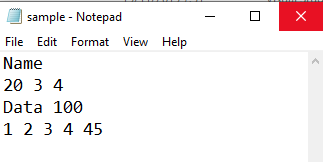 sample - Notepad
File Edit Format View Help
Name
20 3 4
Data 100
1 2 3 4 45